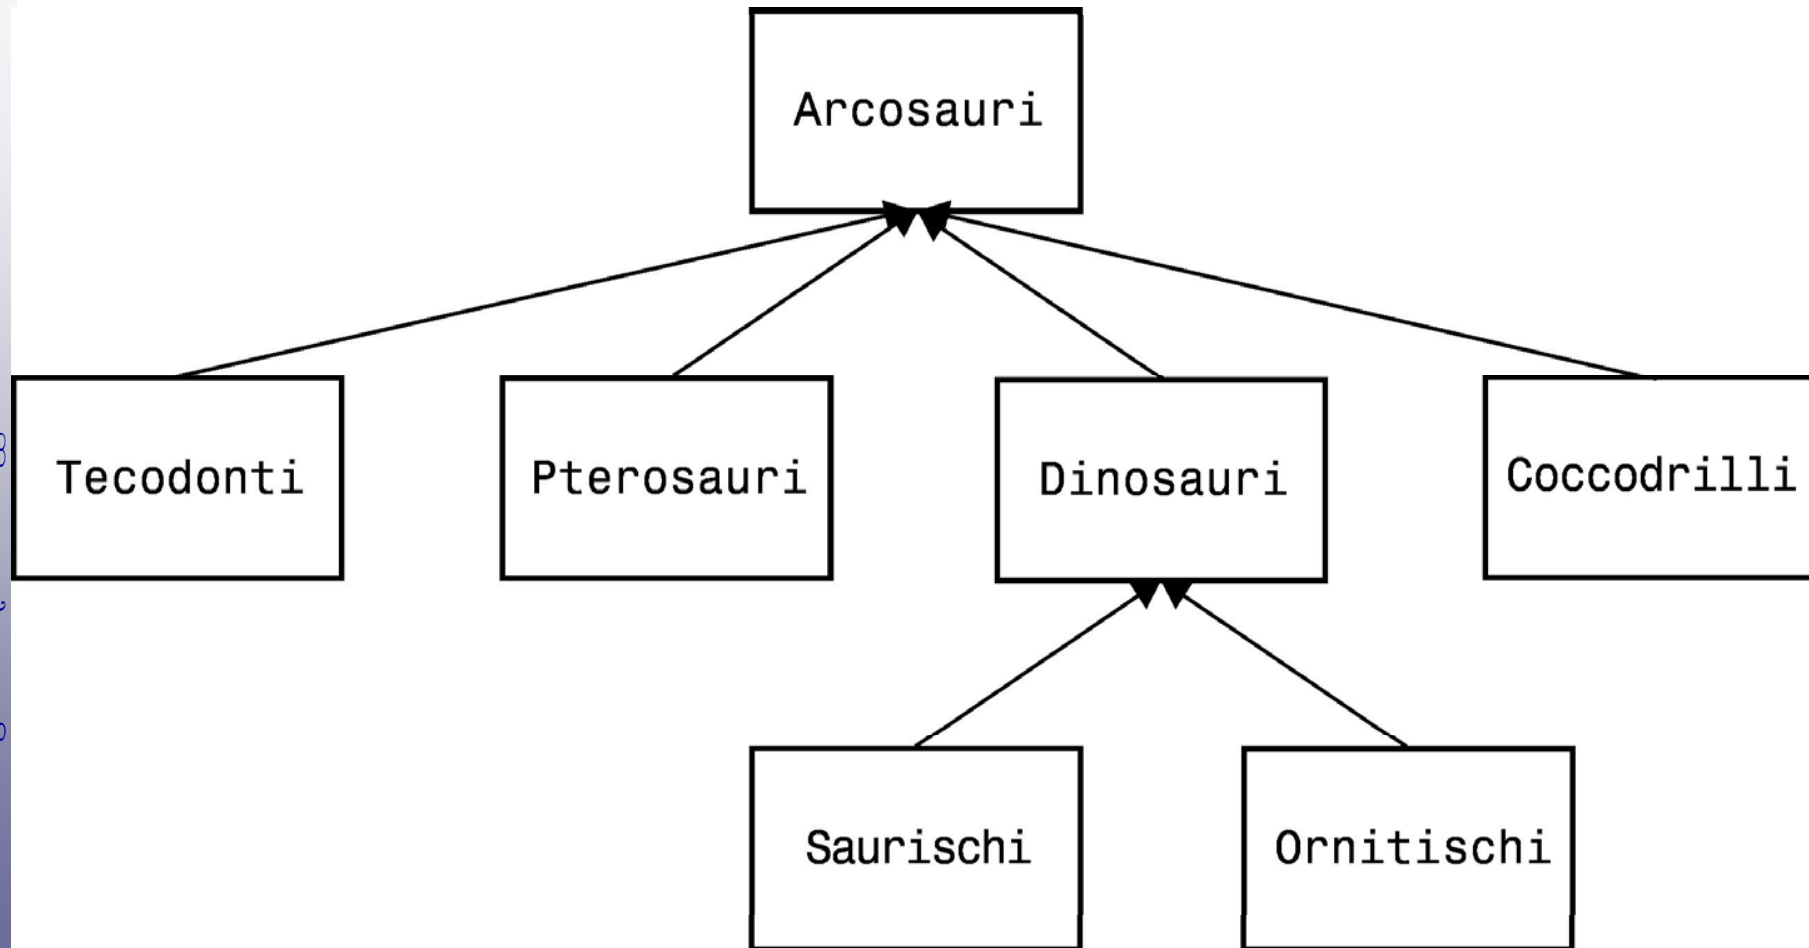 Arcosauri
Tecodonti
Pterosauri
Dinosauri
Coccodrilli
Saurischi
Ornitischi